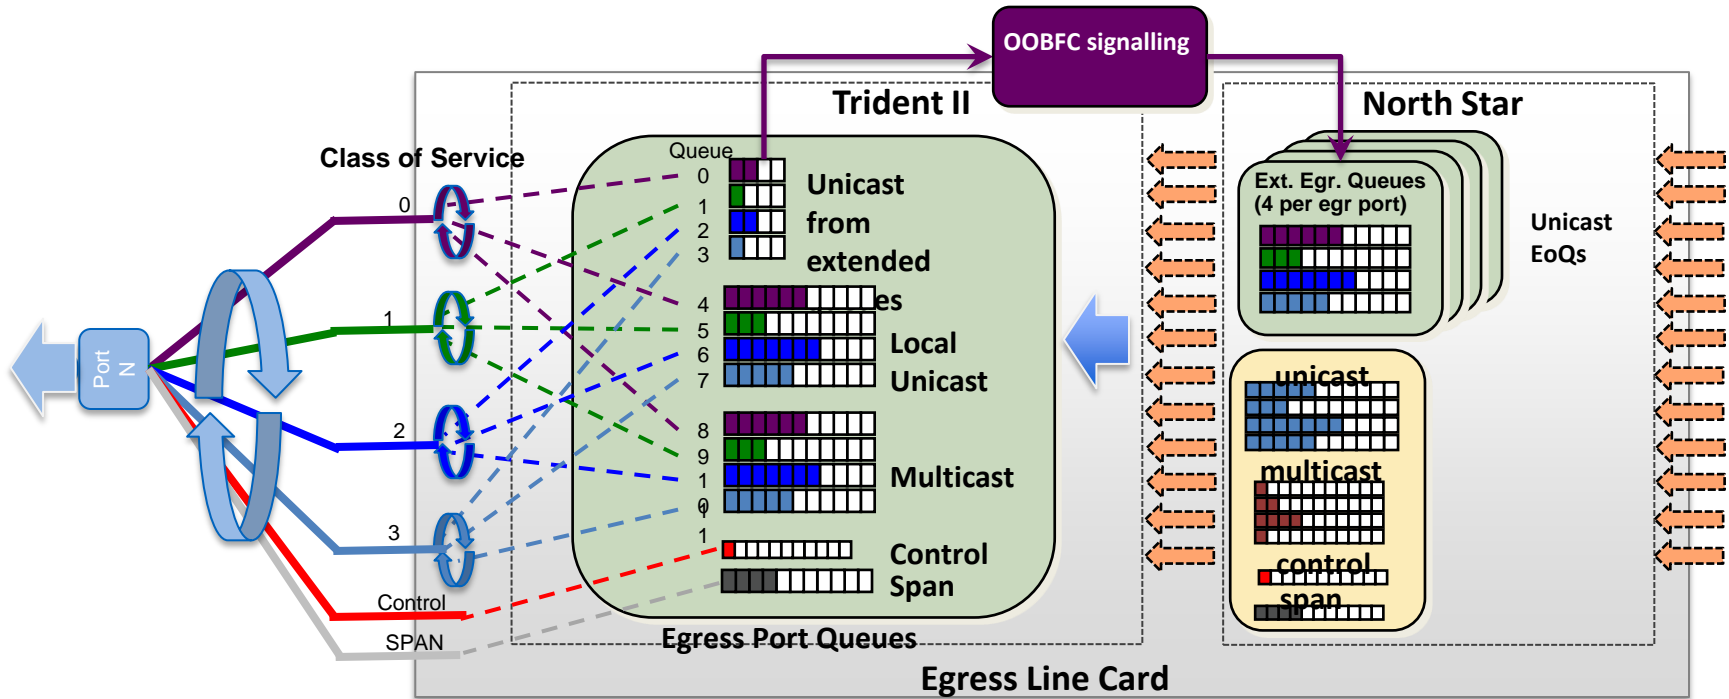 OOBFC signalling
Trident II
North Star
Class of Service
Queue
0
1
2
3
4
5
6
7
8
9
1
0
1
1
Unicast
from
extended
es
Local
Unicast
Multicast
Control
Span
Egress Port Queues
Egress Line Card
Ext. Egr. Queues
(4 per egr port)
Unicast
EoQs
unicast
multicast
control
span
0
1
2
3
Control
SPAN
Port
N